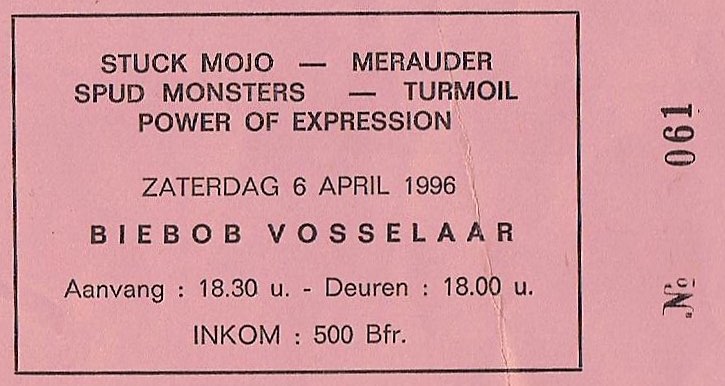 STUCK MOJO — MERAUDER
SPUD MONSTERS — TURMOIL
POWER OF EXPRESSION
ZATERDAG 6 APRIL 1996
BIEBOB VOSSELAAR
Aanvang : 18.30 u. - Deuren : 18.00 u.
INKOM : 500 Bfr.
No 061